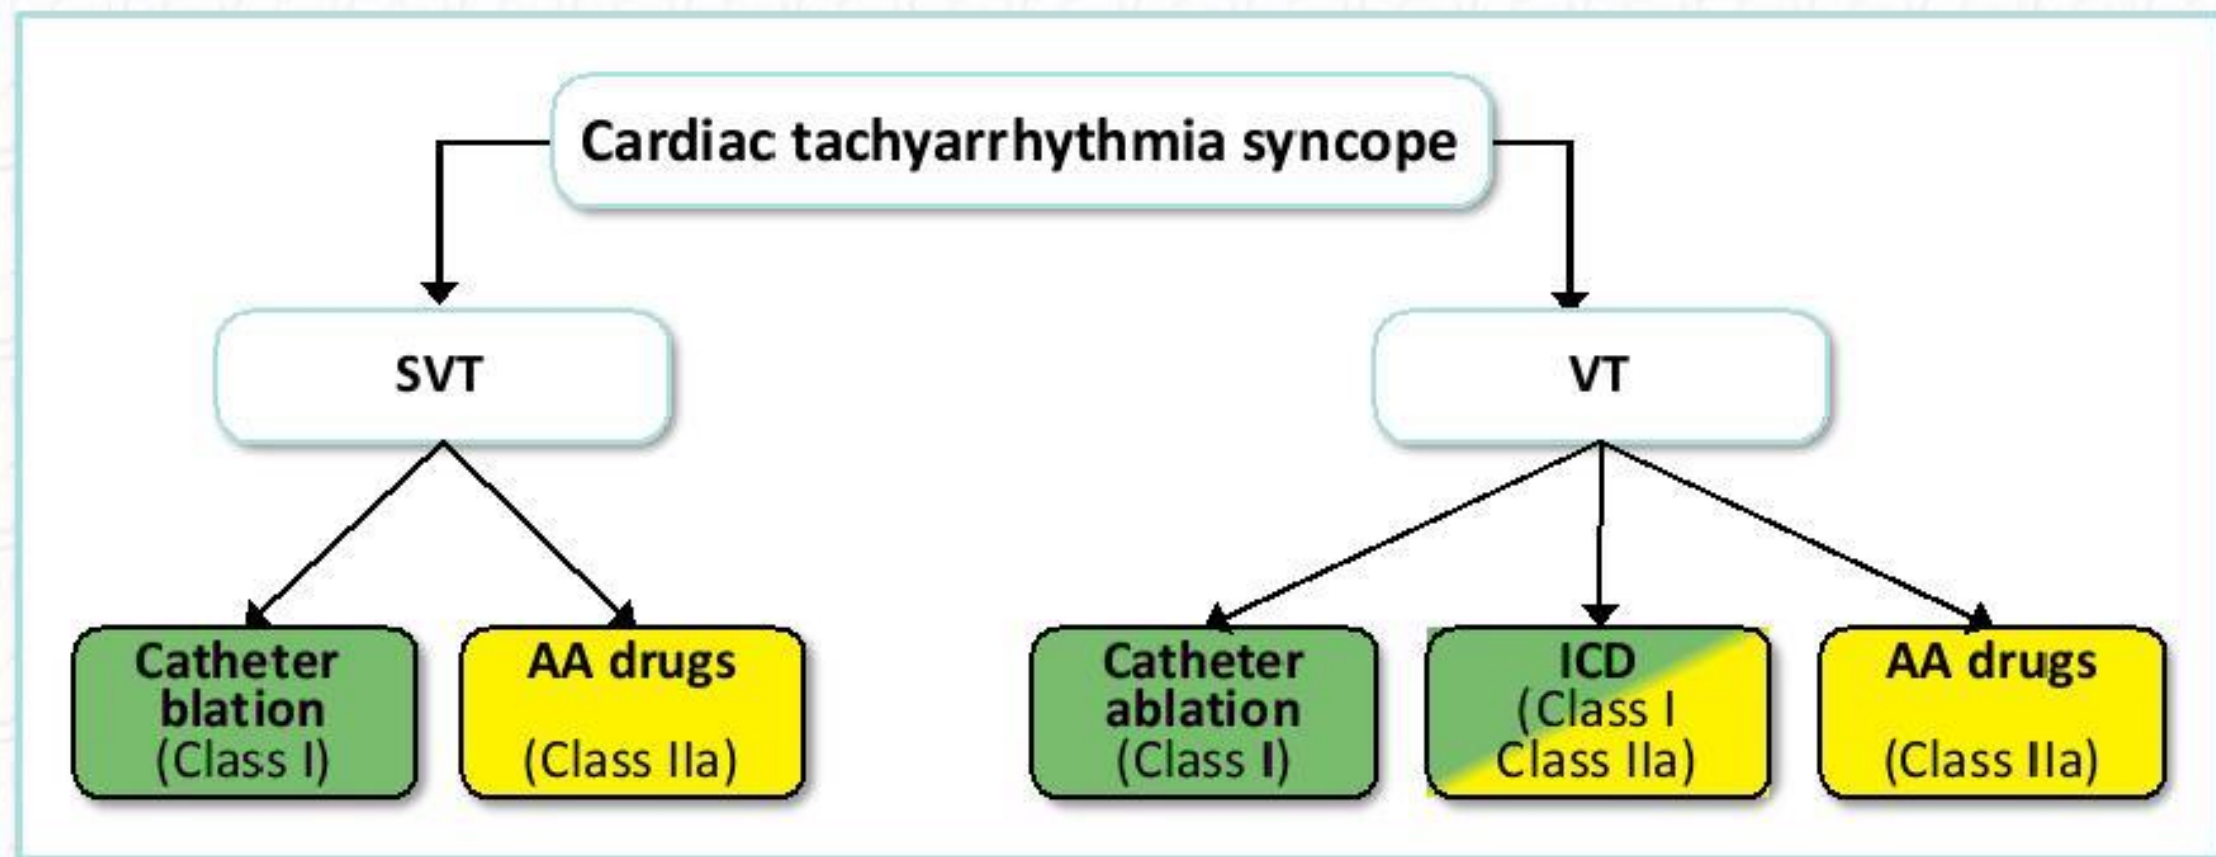 Cardiac tachyarrhythmia syncope
SVT
VT
Catheter
blation
(Class I)
AA drugs
(Class IIa)
Catheter
ablation
(Class I)
ICD
(Class I
Class IIa)
AA drugs
(Class IIa)